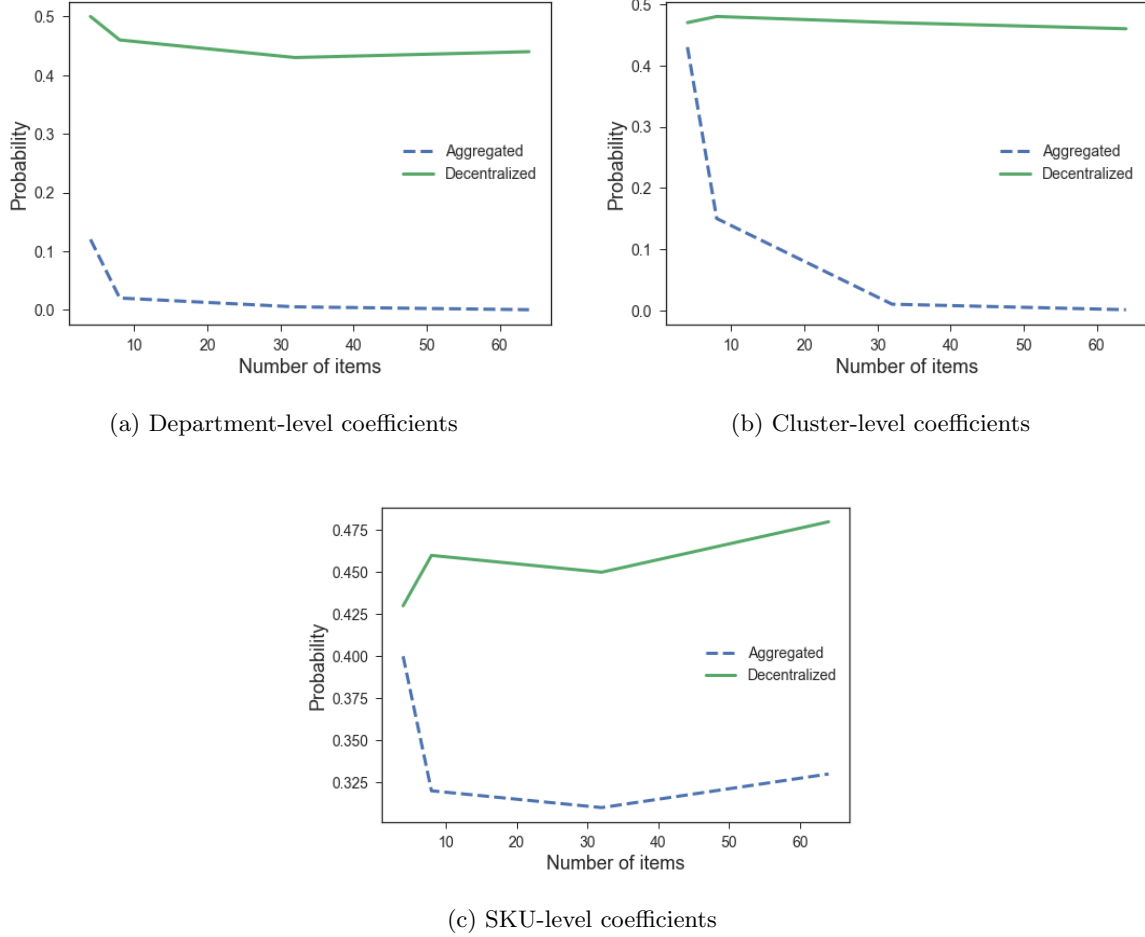 0.5
0.4
0.3
0.2
0.1
0.0
Probability
Aggregated
Decentralized
10 20 30 40 50 60
Number of items
(a) Department-level coefficients
0.5
0.4
0.3
0.2
0.1
0.0
Probability
Aggregated
Decentralized
10 20 30 40 50 60
Number of items
(b) Cluster-level coefficients
0.475
0.450
0.425
0.400
0.375
0.350
0.325
Probability
Aggregated
Decentralized
10 20 30 40 50 60
Number of items
(c) SKU-level coefficients